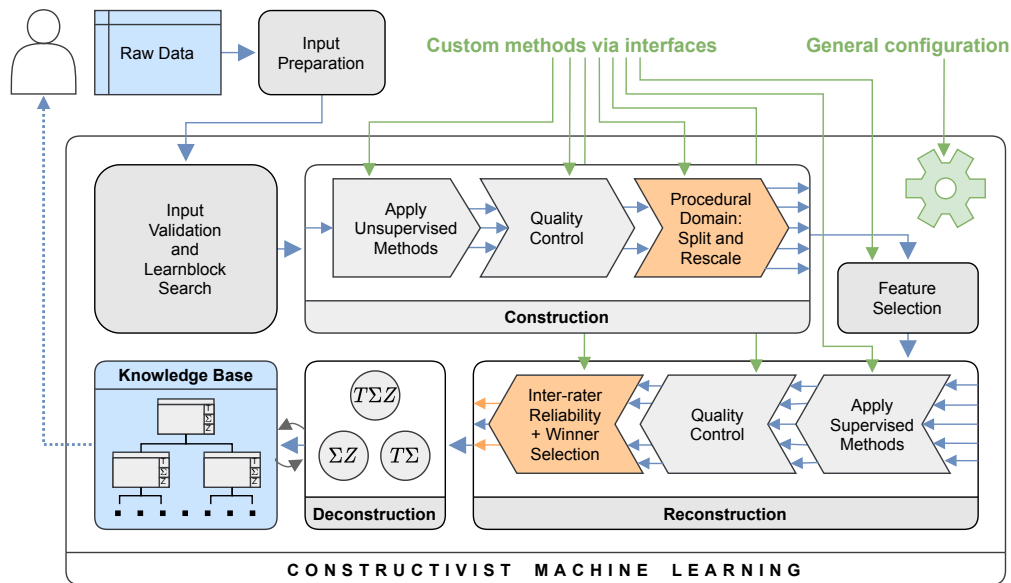 Raw Data
Input
Preparation
Custom methods via interfaces
General configuration
Input
Validation
and
Learnblock
Search
Apply
Unsupervised
Methods
Quality
Control
Procedural
Domain:
Split and
Rescale
Construction
Feature
Selection
Knowledge Base
T
Σ
Z
T
Σ
Z
T
Σ
Z
TΣZ
ΣZ
TΣ
Deconstruction
Inter-rater
Reliability
+ Winner
Selection
Quality
Control
Apply
Supervised
Methods
Reconstruction
CONSTRUCTIVIST MACHINE LEARNING